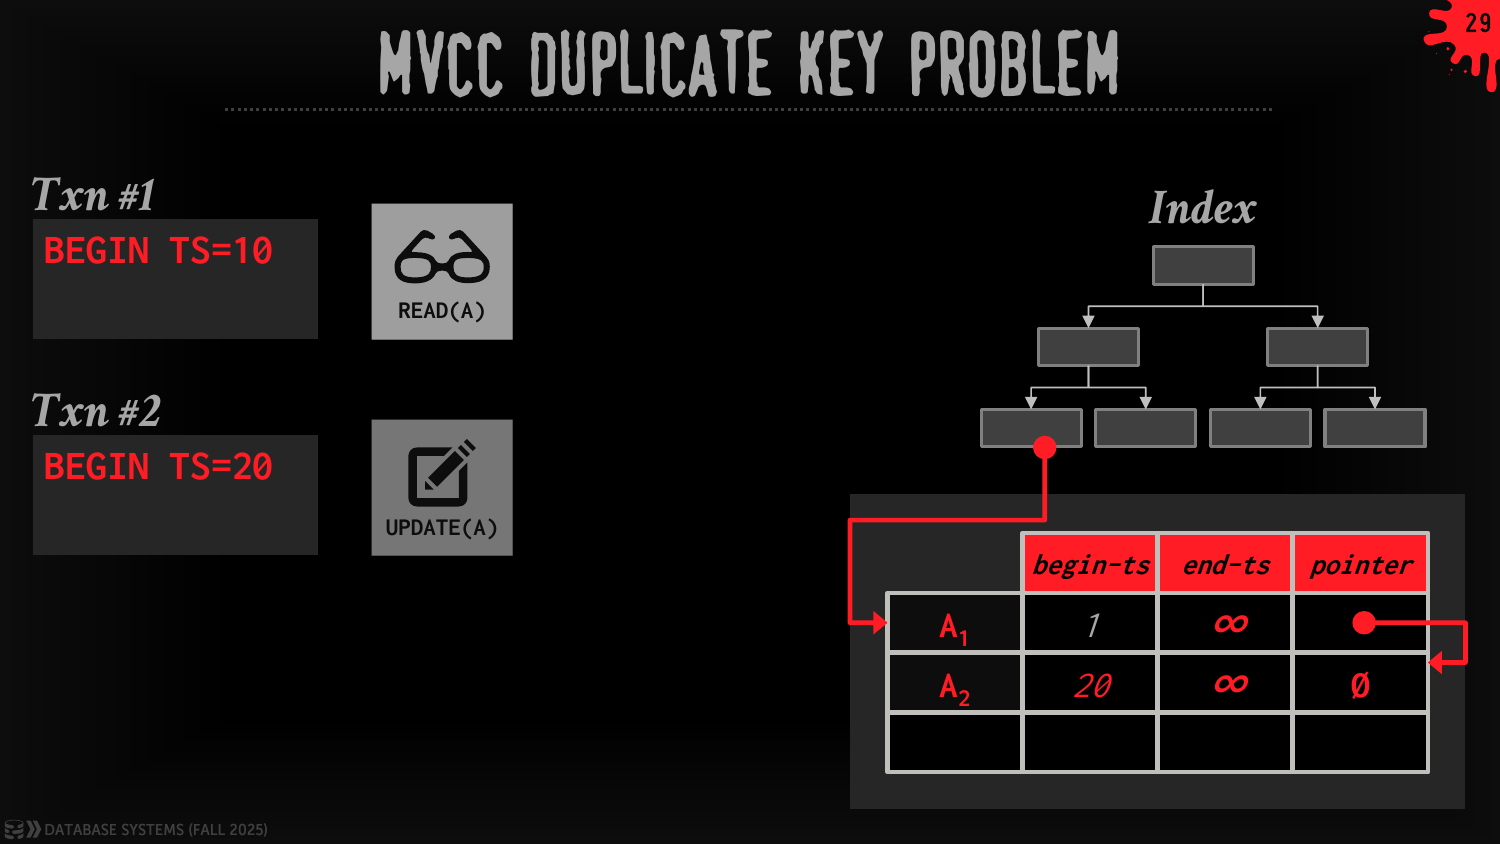 29
MVCC DUPLICATE KEY PROBLEM
Txn #1
BEGIN TS=10
READ(A)
Txn #2
BEGIN TS=20
UPDATE(A)
Index
begin-ts end-ts pointer
A1 1 ∞
A2 20 ∞ Ø
DATABASE SYSTEMS (FALL 2025)